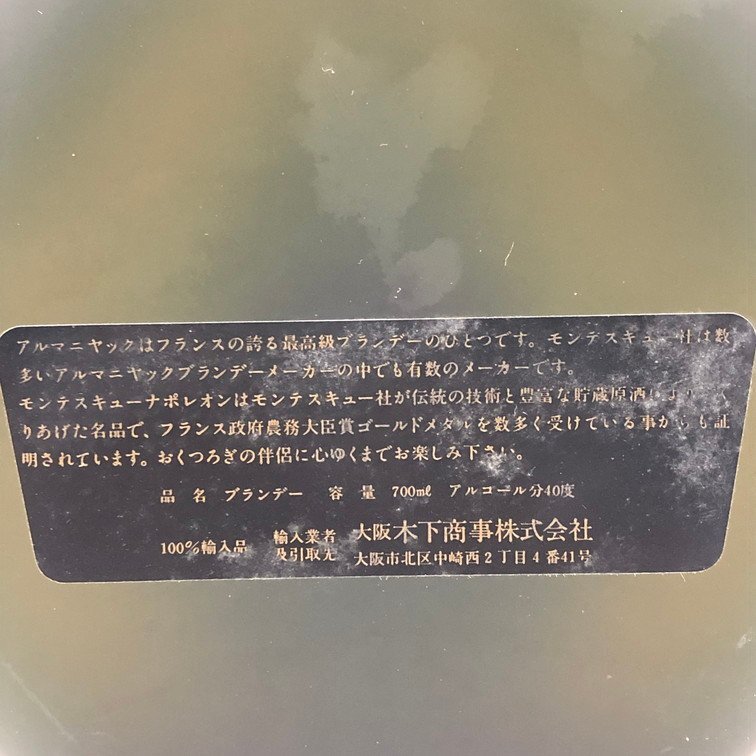 アルマニヤックはフランスの誇る最高級ブランデーのひとつです。モンテスキュー社は数
多いアルマニヤックブランデーメーカーの中でも有数のメーカーです。
モンテスキューナポレオンはモンテスキュー社が伝統の技術と豊富な貯蔵原酒
りあげた名品で、フランス政府農務大臣賞ゴールドメダルを数多く受けている事からも証
明されています。おくつろぎの伴侶に心ゆくまでお楽しみ下さい。
品名 ブランデー 容量 700㎖ アルコール分40度
100%輸入品 輸入業者及引取先 大阪木下商事株式会社
大阪市北区中崎西2丁目4番41号